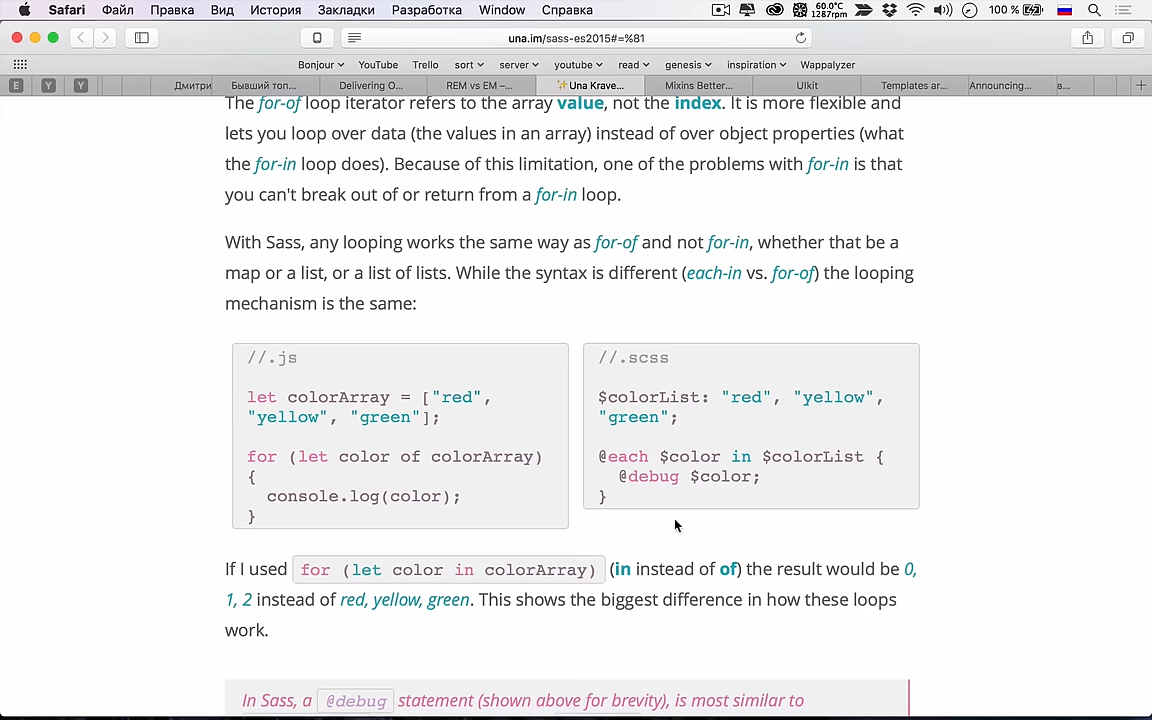 Safari Файл Правка Вид История Закладки Разработка Window Справка 60.0°C 1287rpm 100 %
una.im/sass-es2015#=%81
Bonjour YouTube Trello sort server youtube read genesis inspiration Wappalyzer
E Y Y Дмитри Бывший топ... Delivering O... REM vs EM –... ✨Una Krave... Mixins Better... UIkit Templates ar... Announcing... в...
The for-of loop iterator refers to the array value, not the index. It is more flexible and
lets you loop over data (the values in an array) instead of over object properties (what
the for-in loop does). Because of this limitation, one of the problems with for-in is that
you can't break out of or return from a for-in loop.
With Sass, any looping works the same way as for-of and not for-in, whether that be a
map or a list, or a list of lists. While the syntax is different (each-in vs. for-of) the looping
mechanism is the same:
//.js
let colorArray = ["red",
"yellow", "green"];
for (let color of colorArray)
{
console.log(color);
}
//.scss
$colorList: "red", "yellow",
"green";
@each $color in $colorList {
@debug $color;
}
If I used for (let color in colorArray) (in instead of of) the result would be 0,
1, 2 instead of red, yellow, green. This shows the biggest difference in how these loops
work.
In Sass, a @debug statement (shown above for brevity), is most similar to